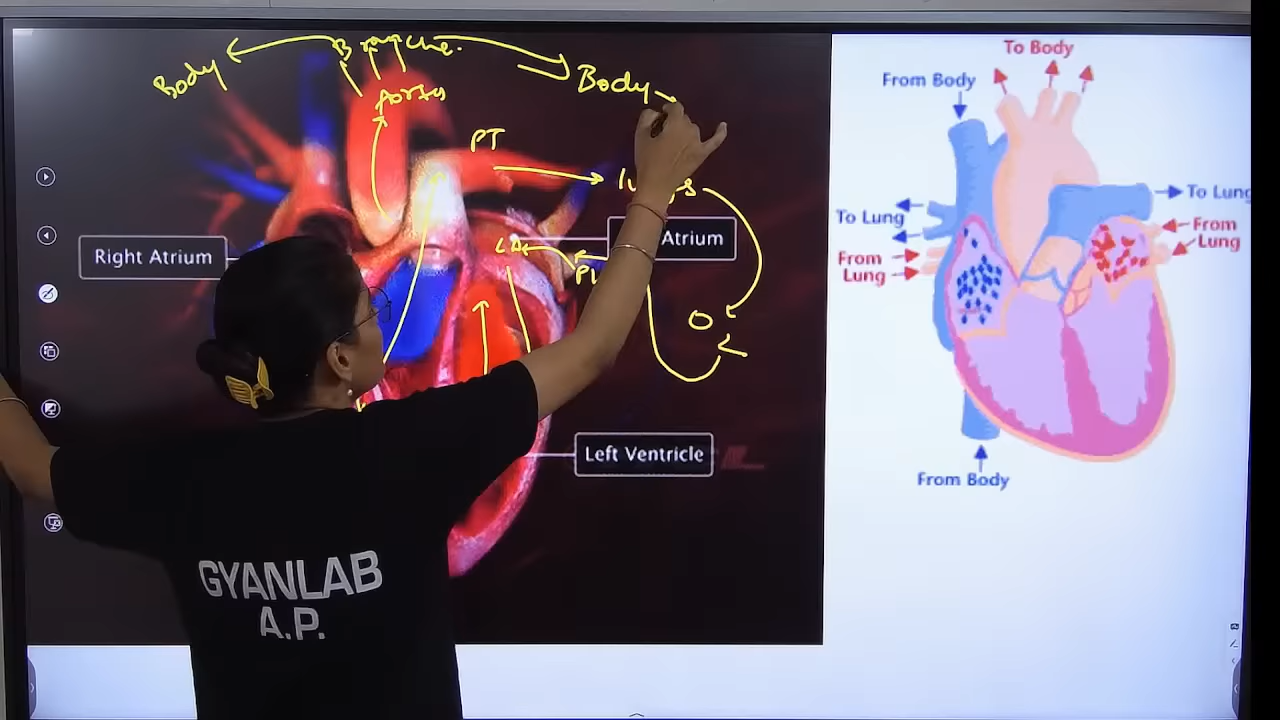 Body
Branche.
Body
Aorta
PT
lungs
LA
O
Right Atrium
Atrium
Left Ventricle
GYANLAB
A.P.
To Body
From Body
To Lung
To Lung
From
Lung
From
Lung
From Body